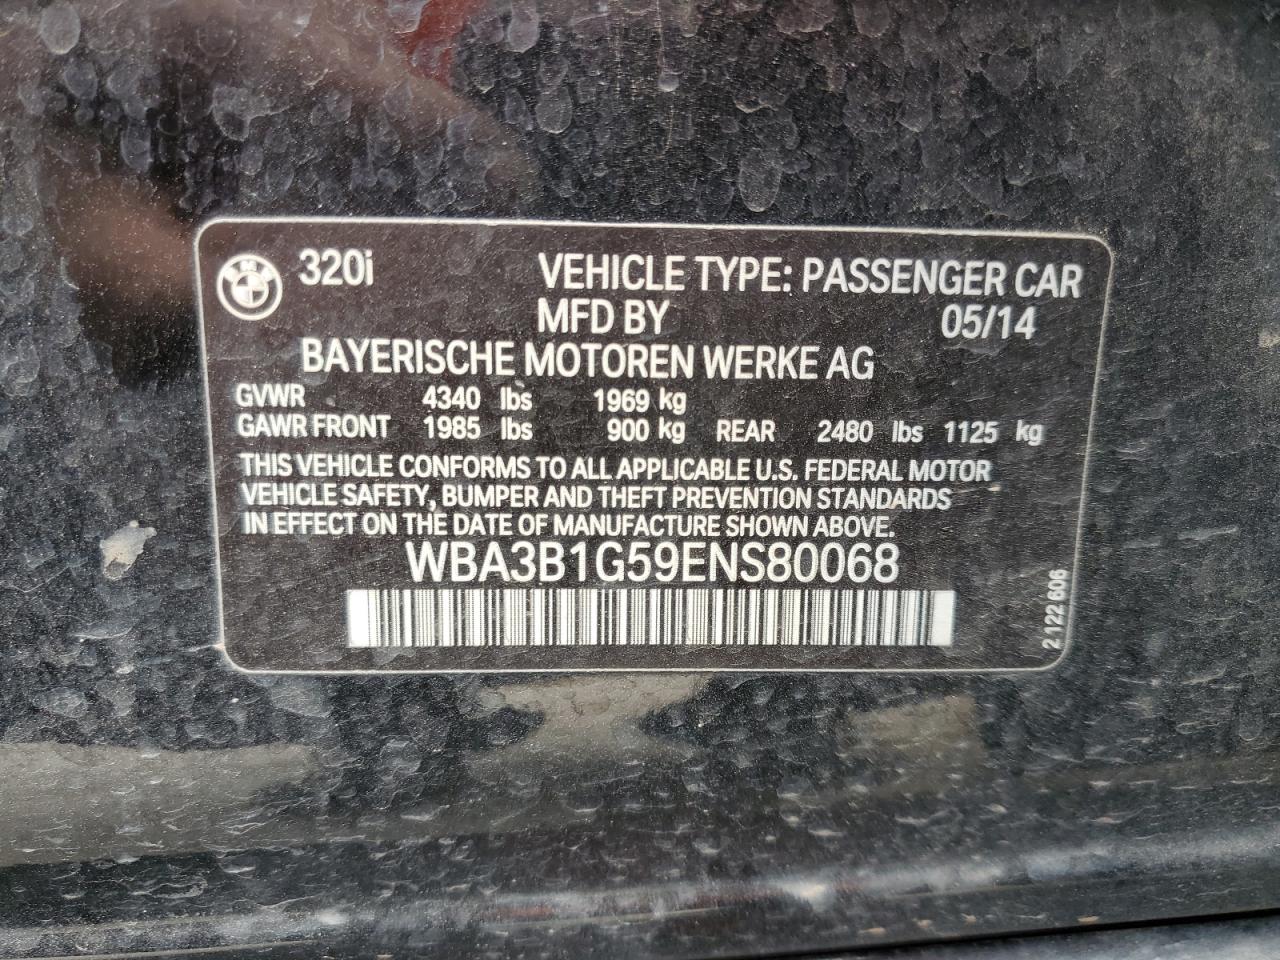 BMW 320i VEHICLE TYPE: PASSENGER CAR
MFD BY 05/14
BAYERISCHE MOTOREN WERKE AG
GVWR 4340 lbs 1969 kg
GAWR FRONT 1985 lbs 900 kg REAR 2480 lbs 1125 kg
THIS VEHICLE CONFORMS TO ALL APPLICABLE U.S. FEDERAL MOTOR
VEHICLE SAFETY, BUMPER AND THEFT PREVENTION STANDARDS
IN EFFECT ON THE DATE OF MANUFACTURE SHOWN ABOVE.
WBA3B1G59ENS80068
2 122 606